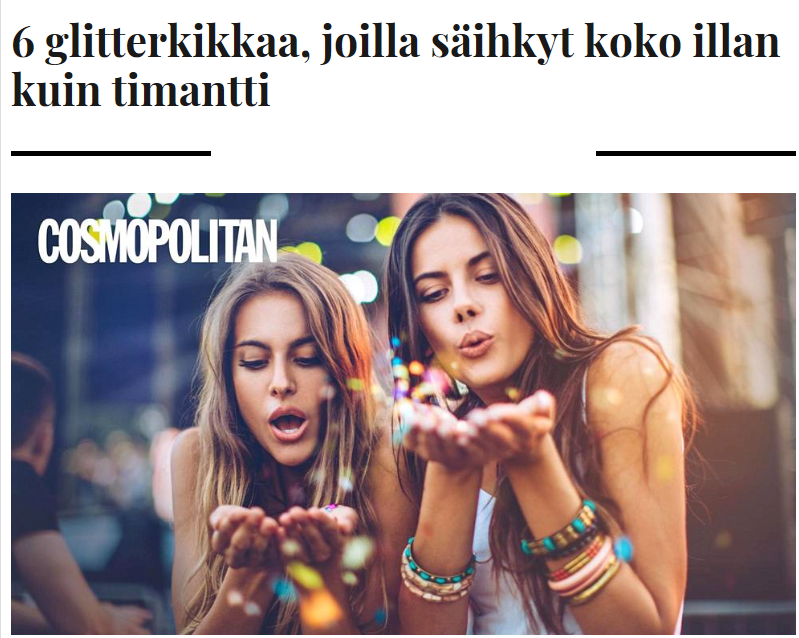 6 glitterkikkaa, joilla säihkyt koko illan
kuin timantti
COSMOPOLITAN